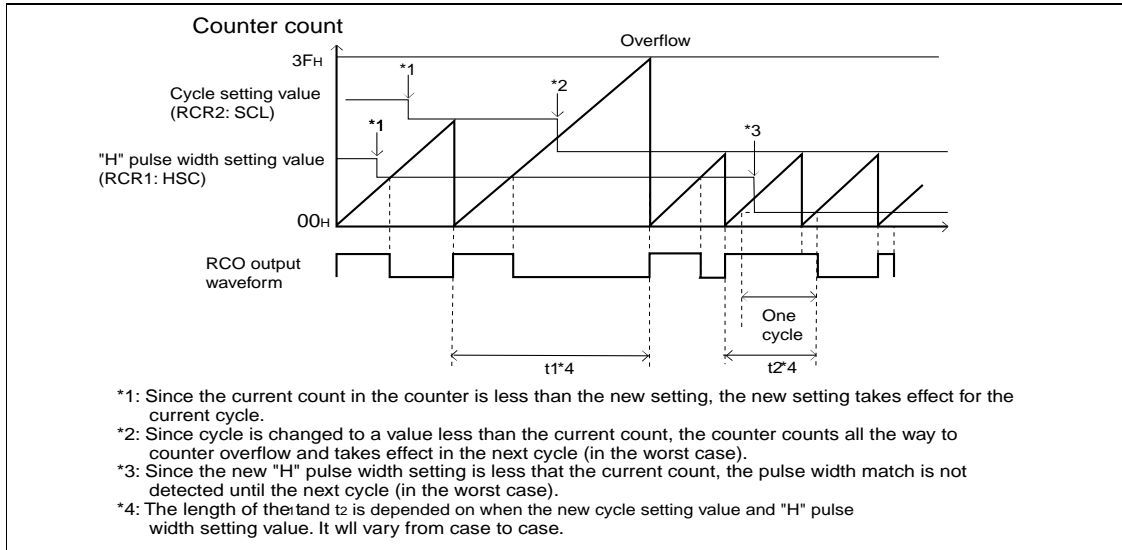 Counter count
Overflow
3FH
*1
*2
Cycle setting value
(RCR2: SCL)
*1
*3
"H" pulse width setting value
(RCR1: HSC)
00H
RCO output
waveform
One
cycle
t1*4
t2*4
*1: Since the current count in the counter is less than the new setting, the new setting takes effect for the
current cycle.
*2: Since cycle is changed to a value less than the current count, the counter counts all the way to
counter overflow and takes effect in the next cycle (in the worst case).
*3: Since the new "H" pulse width setting is less that the current count, the pulse width match is not
detected until the next cycle (in the worst case).
*4: The length of the t1 and t2 is depended on when the new cycle setting value and "H" pulse
width setting value. It wll vary from case to case.